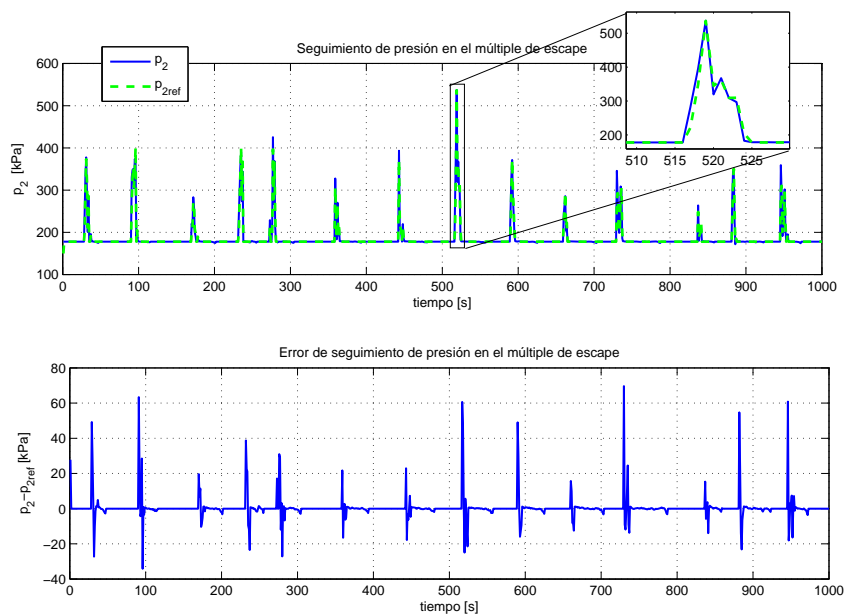 Seguimiento de presión en el múltiple de escape
p2
p2ref
600
500
400
300
200
100
p2 [kPa]
0 100 200 300 400 500 600 700 800 900 1000
tiempo [s]
500
400
300
200
510 515 520 525
Error de seguimiento de presión en el múltiple de escape
80
60
40
20
0
−20
−40
p2−p2ref [kPa]
0 100 200 300 400 500 600 700 800 900 1000
tiempo [s]